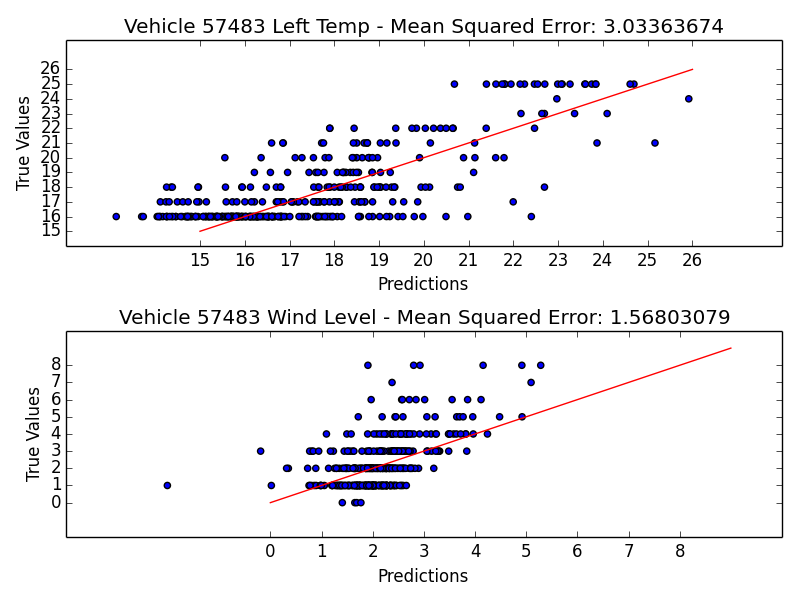 Vehicle 57483 Left Temp - Mean Squared Error: 3.03363674
26
25
24
23
22
21
20
19
18
17
16
15
True Values
15 16 17 18 19 20 21 22 23 24 25 26
Predictions
Vehicle 57483 Wind Level - Mean Squared Error: 1.56803079
8
7
6
5
4
3
2
1
0
True Values
0 1 2 3 4 5 6 7 8
Predictions